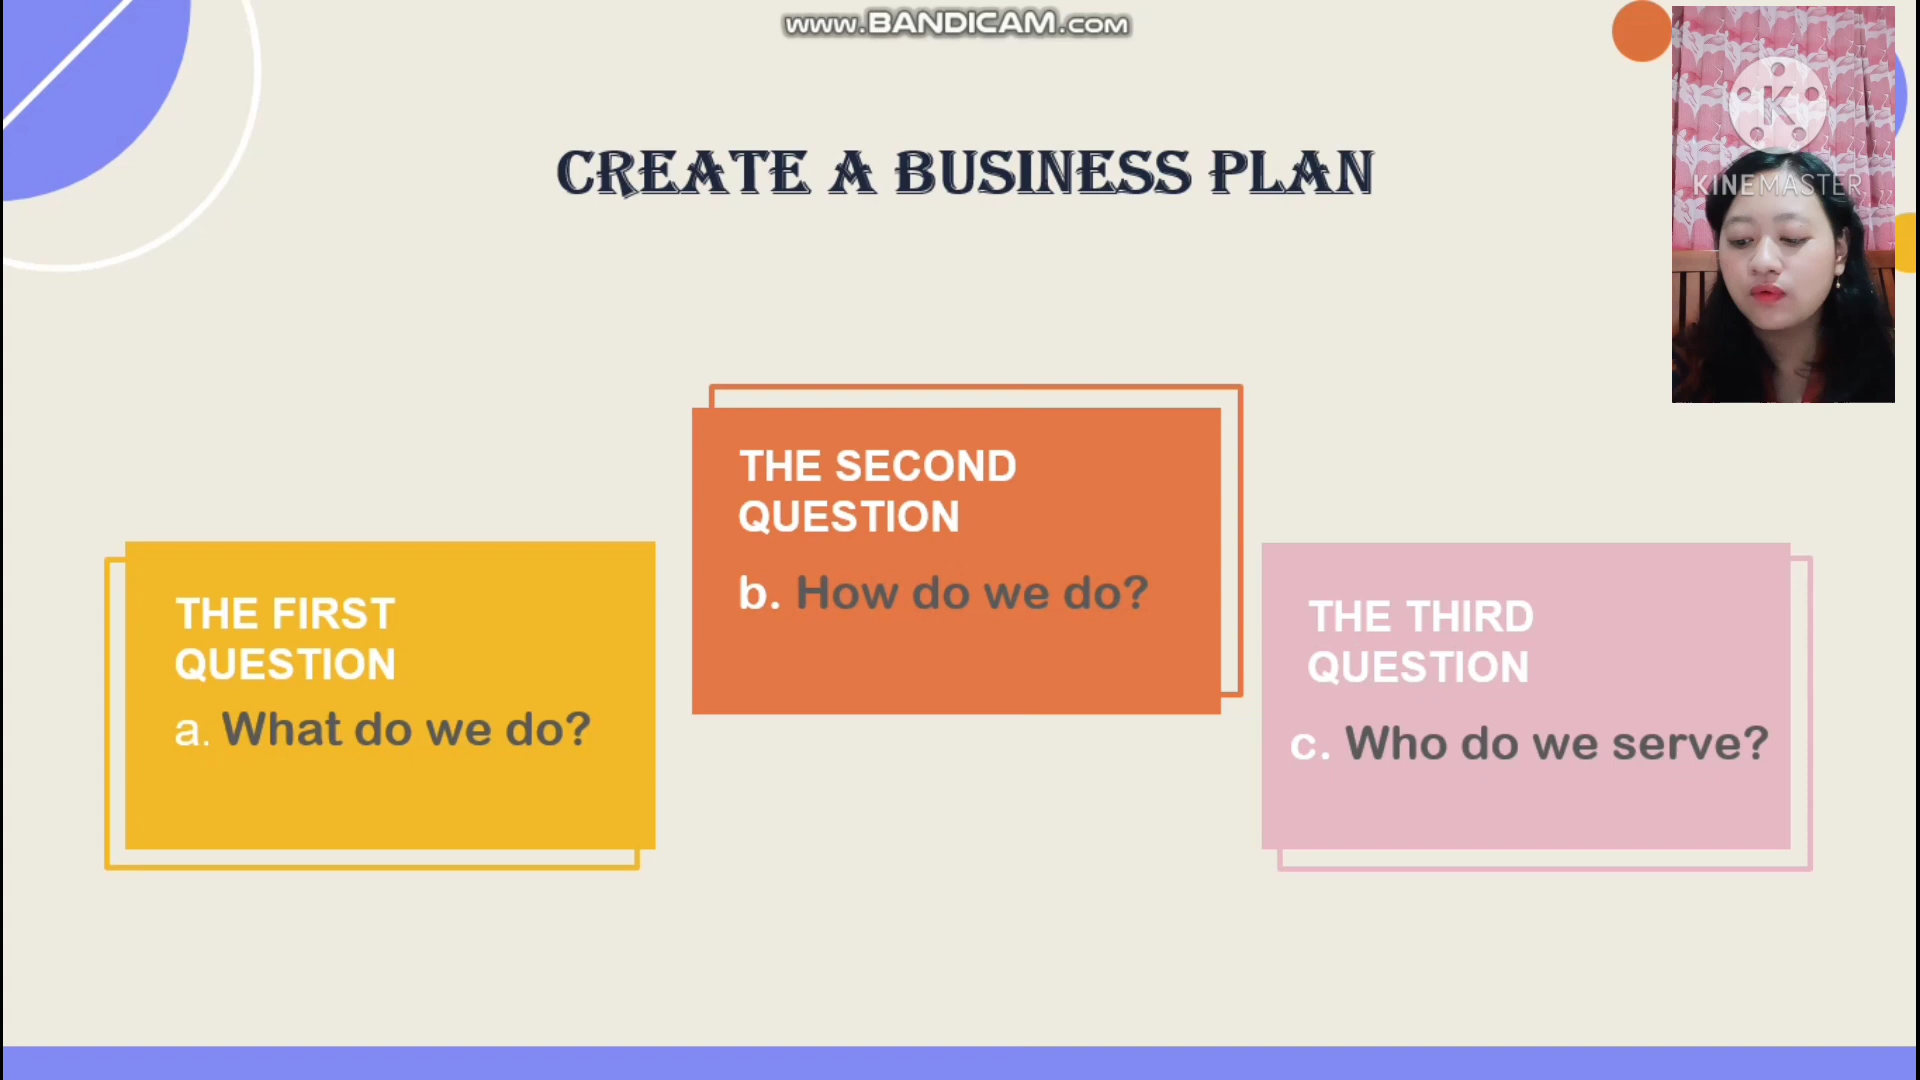 www.BANDICAM.com
CREATE A BUSINESS PLAN
K
KINEMASTER
THE FIRST
QUESTION
a. What do we do?
THE SECOND
QUESTION
b. How do we do?
THE THIRD
QUESTION
c. Who do we serve?